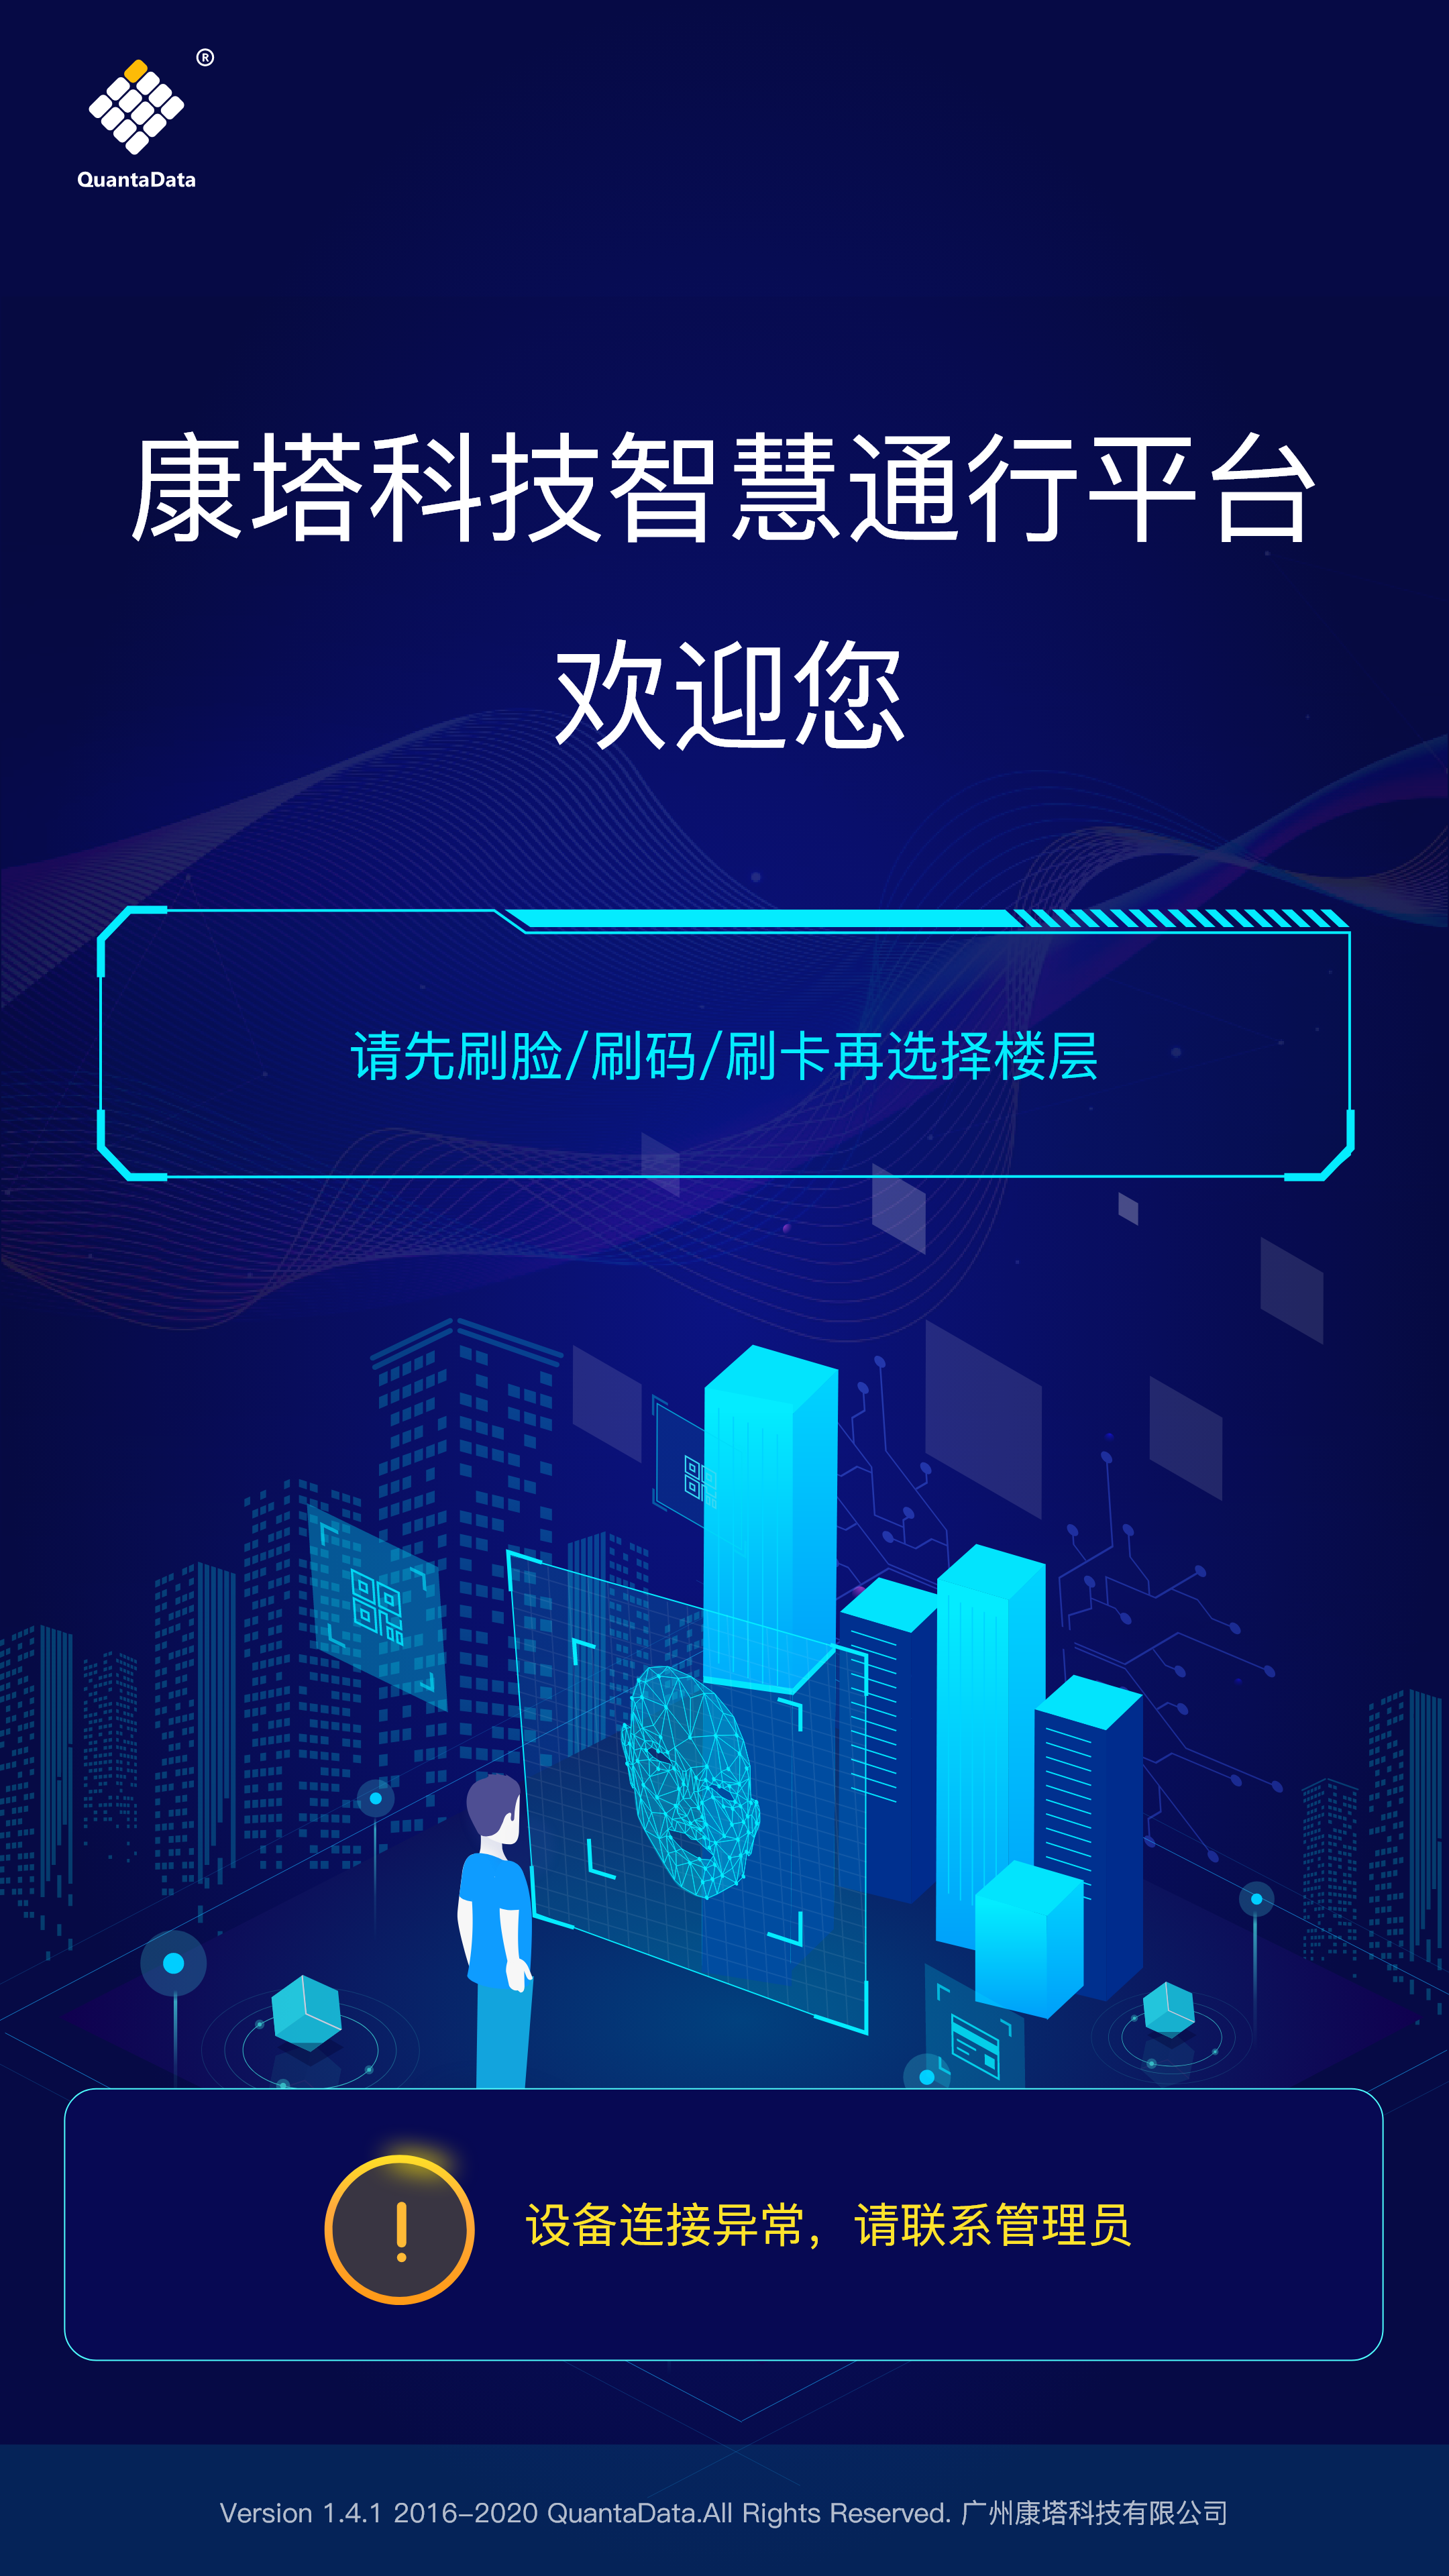 ®
QuantaData
康塔科技智慧通行平台
欢迎您
请先刷脸/刷码/刷卡再选择楼层
设备连接异常，请联系管理员
Version 1.4.1 2016-2020 QuantaData.All Rights Reserved. 广州康塔科技有限公司